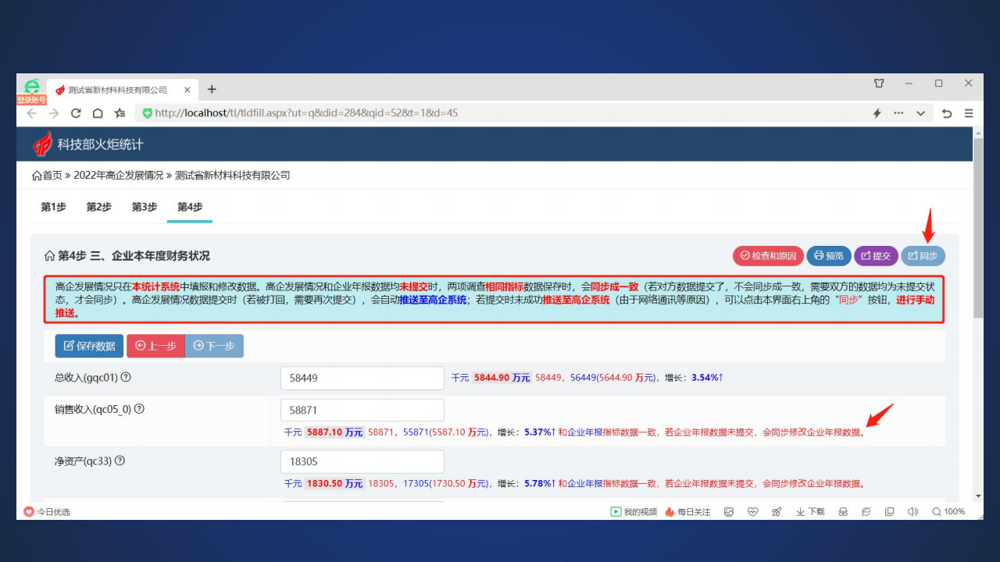 测试省新材料科技有限公司
登录账号
http://localhost/tl/tldfill.aspx?ut=q&did=284&qid=52&t=1&d=45
科技部火炬统计
首页 » 2022年高企发展情况 » 测试省新材料科技有限公司
第1步 第2步 第3步 第4步
第4步 三、企业本年度财务状况
检查和原因 预览 提交 同步
高企发展情况只在本统计系统中填报和修改数据。高企发展情况和企业年报数据均未提交时，两项调查相同指标数据保存时，会同步成一致（若对方数据提交了，不会同步成一致，需要双方的数据均为未提交状
态，才会同步）。高企发展情况数据提交时（若被打回，需要再次提交），会自动推送至高企系统；若提交时未成功推送至高企系统（由于网络通讯等原因），可以点击本界面右上角的“同步”按钮，进行手动
推送。
保存数据 上一步 下一步
总收入(gqc01) 58449 千元 5844.90 万元 58449，56449(5644.90 万元)，增长：3.54%↑
销售收入(qc05_0) 58871
千元 5887.10 万元 58871，55871(5587.10 万元)，增长：5.37%↑ 和企业年报指标数据一致，若企业年报数据未提交，会同步修改企业年报数据。
净资产(qc33) 18305
千元 1830.50 万元 18305，17305(1730.50 万元)，增长：5.78%↑ 和企业年报指标数据一致，若企业年报数据未提交，会同步修改企业年报数据。
今日优选 我的视频 每日关注 下载 100%